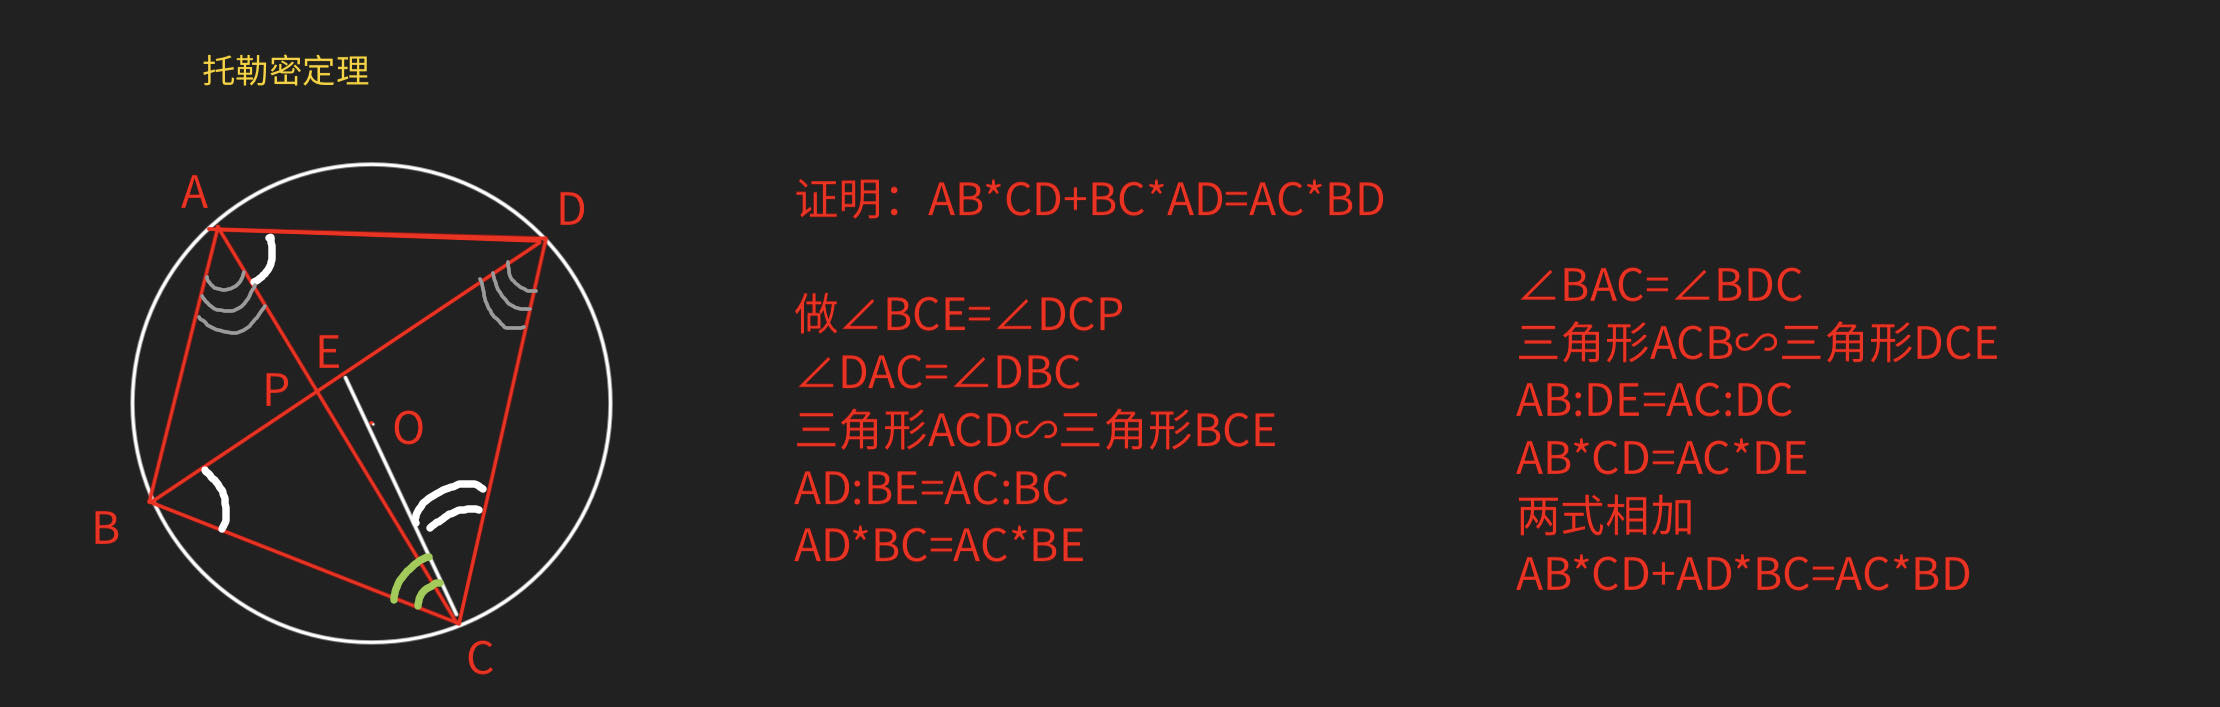 托勒密定理
A
D
E
P
O
B
C
证明：AB*CD+BC*AD=AC*BD
做∠BCE=∠DCP
∠DAC=∠DBC
三角形ACD∽三角形BCE
AD:BE=AC:BC
AD*BC=AC*BE
∠BAC=∠BDC
三角形ACB∽三角形DCE
AB:DE=AC:DC
AB*CD=AC*DE
两式相加
AB*CD+AD*BC=AC*BD